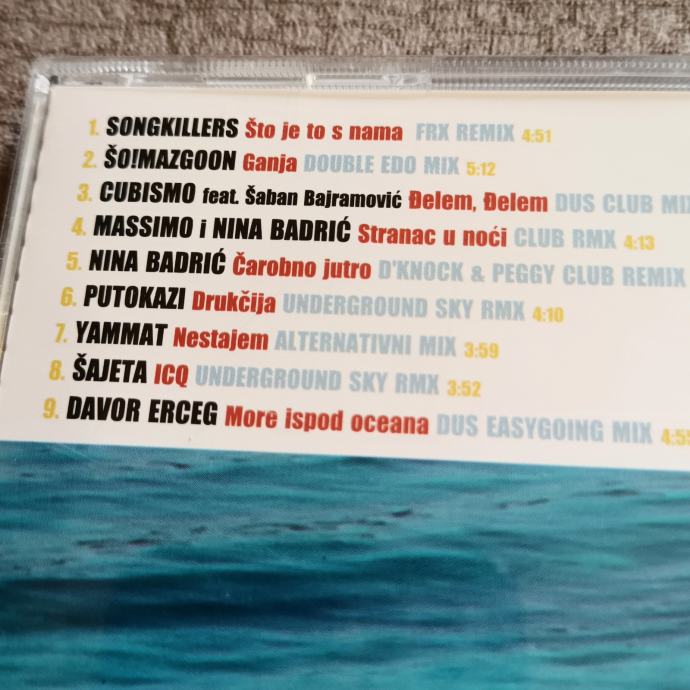 1. SONGKILLERS Što je to s nama FRX REMIX 4:51
2. ŠO!MAZGOON Ganja DOUBLE EDO MIX 5:12
3. CUBISMO feat. Šaban Bajramović Đelem, Đelem DUS CLUB MIX
4. MASSIMO i NINA BADRIĆ Stranac u noći CLUB RMX 4:13
5. NINA BADRIĆ Čarobno jutro D'KNOCK & PEGGY CLUB REMIX
6. PUTOKAZI Drukčija UNDERGROUND SKY RMX 4:10
7. YAMMAT Nestajem ALTERNATIVNI MIX 3:59
8. ŠAJETA ICQ UNDERGROUND SKY RMX 3:52
9. DAVOR ERCEG More ispod oceana DUS EASYGOING MIX